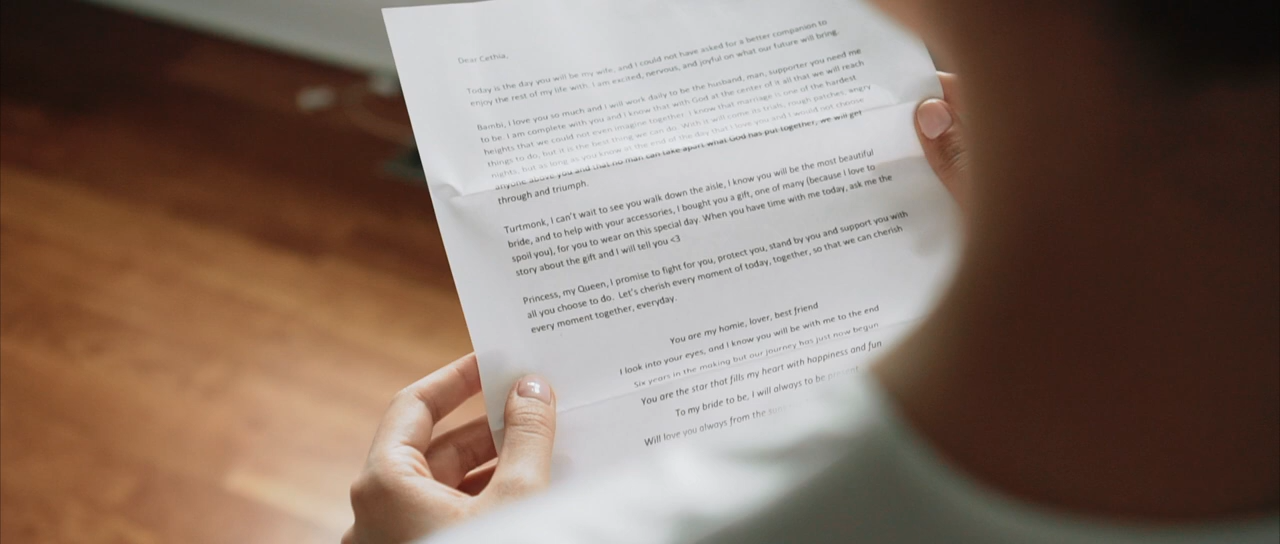 Dear Cethia,
Today is the day you will be my wife, and I could not have asked for a better companion to
enjoy the rest of my life with. I am excited, nervous, and joyful on what our future will bring.
Bambi, I love you so much and I will work daily to be the husband, man, supporter you need me
to be. I am complete with you and I know that with God at the center of it all that we will reach
heights that we could not even imagine together. I know that marriage is one of the hardest
things to do, but it is the best thing we can do. With it will come as trials, rough patches, angry
nights, but as long as you know in the end of the day that I love you and I would not choose
anyone above you and that no man can take apart what God has put together, we will get
through and triumph.
Turtmonk, I can't wait to see you walk down the aisle, I know you will be the most beautiful
bride, and to help with your accessories, I bought you a gift, one of many (because I love to
spoil you), for you to wear on this special day. When you have time with me today, ask me the
story about the gift and I will tell you <3
Princess, my Queen, I promise to fight for you, protect you, stand by you and support you with
all you choose to do. Let's cherish every moment of today, together, so that we can cherish
every moment together, everyday.
You are my homie, lover, best friend
I look into your eyes, and I know you will be with me to the end
Six years in the making but our journey has just now begun
You are the star that fills my heart with happiness and fun
To my bride to be, I will always to be
Will love you always from the